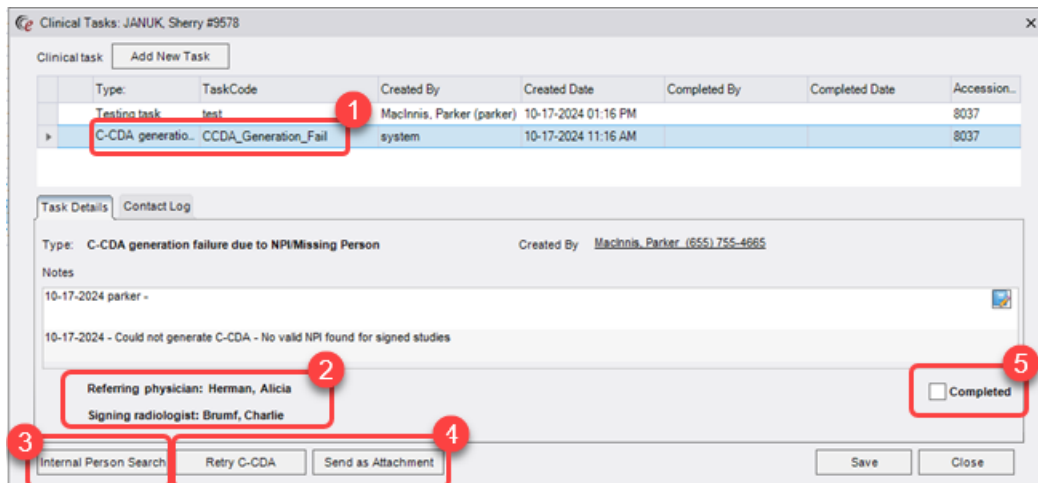 Clinical Tasks: JANUK, Sherry #9578
Clinical task Add New Task
Type: TaskCode Created By Created Date Completed By Completed Date Accession...
1
Testing task test MacInnis, Parker (parker) 10-17-2024 01:16 PM 8037
C-CDA generatio... CCDA_Generation_Fail system 10-17-2024 11:16 AM 8037
Task Details Contact Log
Type: C-CDA generation failure due to NPI/Missing Person Created By MacInnis, Parker (655) 755-4665
Notes
10-17-2024 parker -
10-17-2024 - Could not generate C-CDA - No valid NPI found for signed studies
2
5
Referring physician: Herman, Alicia
Completed
Signing radiologist: Brumf, Charlie
3
4
Internal Person Search Retry C-CDA Send as Attachment Save Close